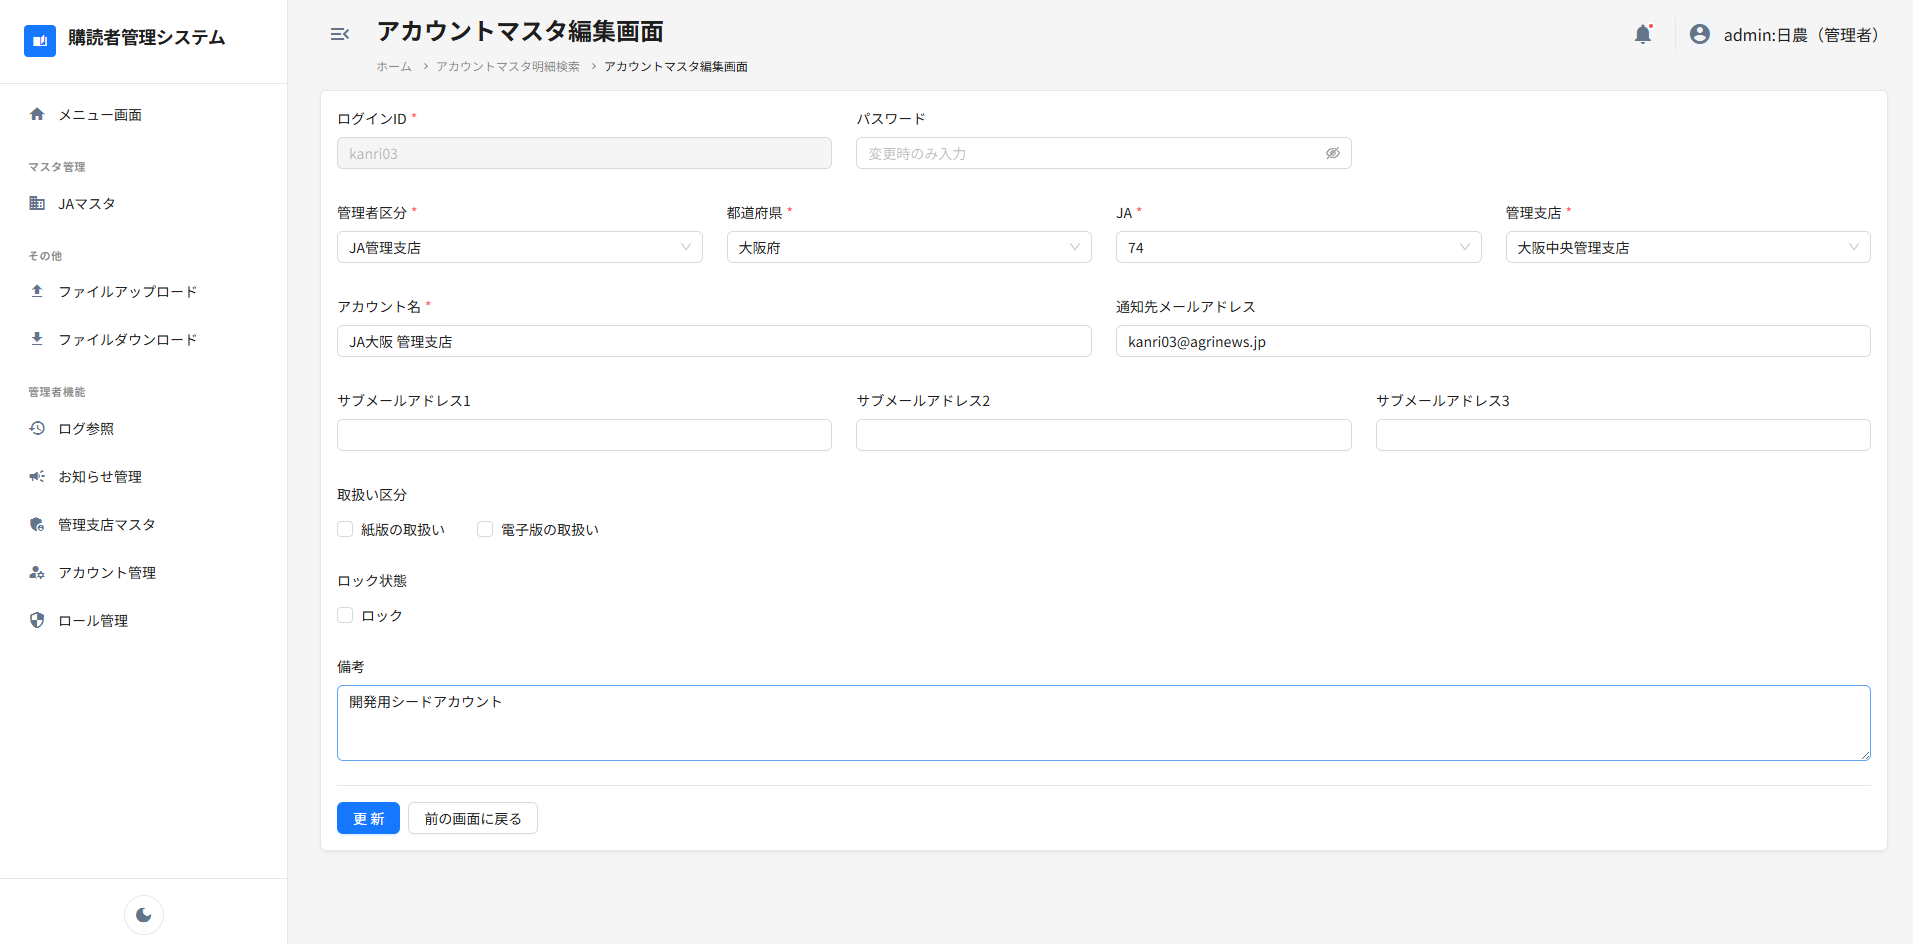 購読者管理システム
メニュー画面
マスタ管理
JAマスタ
その他
ファイルアップロード
ファイルダウンロード
管理者機能
ログ参照
お知らせ管理
管理支店マスタ
アカウント管理
ロール管理
アカウントマスタ編集画面
ホーム > アカウントマスタ明細検索 > アカウントマスタ編集画面
admin:日農（管理者）
ログインID * パスワード
kanri03 変更時のみ入力
管理者区分 * 都道府県 * JA * 管理支店 *
JA管理支店 大阪府 74 大阪中央管理支店
アカウント名 * 通知先メールアドレス
JA大阪 管理支店 kanri03@agrinews.jp
サブメールアドレス1 サブメールアドレス2 サブメールアドレス3
取扱い区分
紙版の取扱い 電子版の取扱い
ロック状態
ロック
備考
開発用シードアカウント
更新 前の画面に戻る